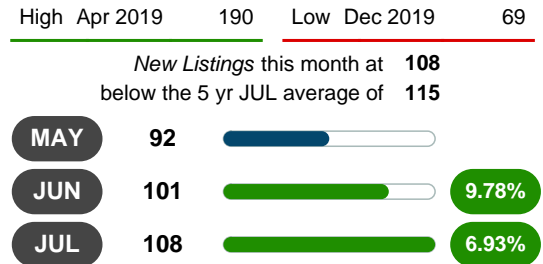 High Apr 2019 190 Low Dec 2019 69
New Listings this month at 108
below the 5 yr JUL average of 115
MAY 92
JUN 101 9.78%
JUL 108 6.93%